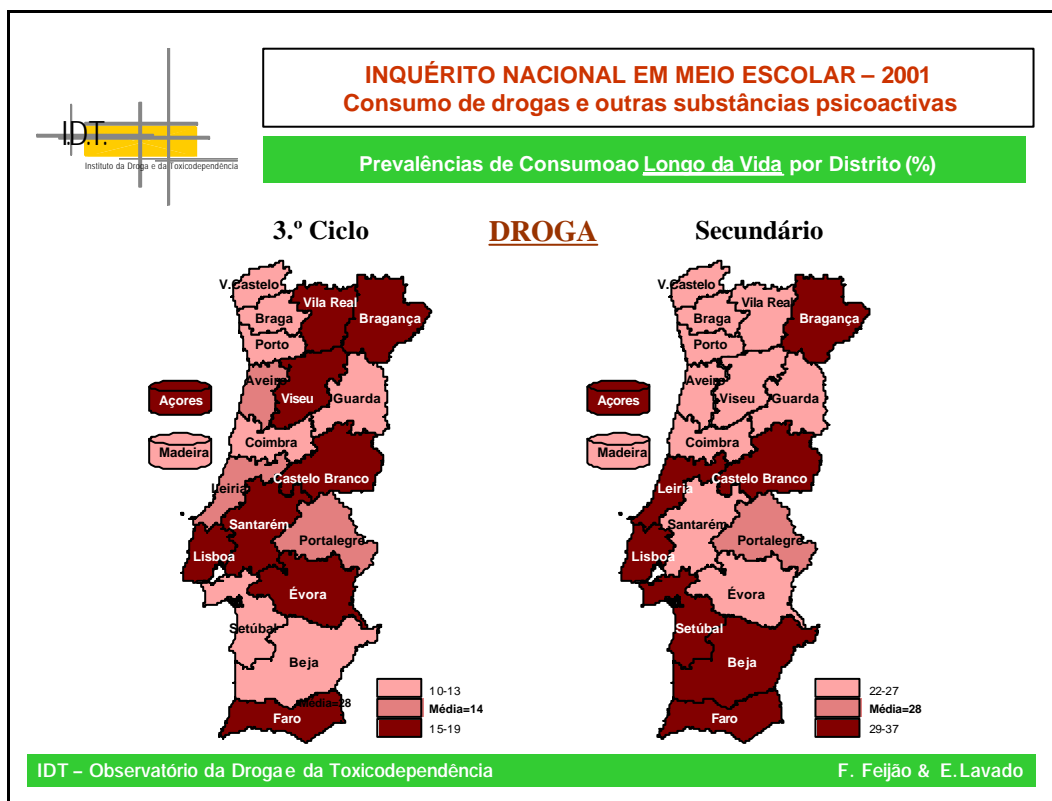 I.D.T.
Instituto da Droga e da Toxicodependência
INQUÉRITO NACIONAL EM MEIO ESCOLAR – 2001
Consumo de drogas e outras substâncias psicoactivas
Prevalências de Consumoao Longo da Vida por Distrito (%)
3.º Ciclo
DROGA
Secundário
V.Castelo
Vila Real
Bragança
Braga
Porto
Aveiro
Viseu
Guarda
Açores
Coimbra
Madeira
Leiria
Castelo Branco
Santarém
Portalegre
Lisboa
Évora
Setúbal
Beja
Média=28
Faro
10-13
Média=14
15-19
V.Castelo
Vila Real
Bragança
Braga
Porto
Aveiro
Viseu
Guarda
Açores
Coimbra
Madeira
Leiria
Castelo Branco
Santarém
Portalegre
Lisboa
Évora
Setúbal
Beja
Faro
22-27
Média=28
29-37
IDT – Observatório da Droga e da Toxicodependência
F. Feijão & E.Lavado